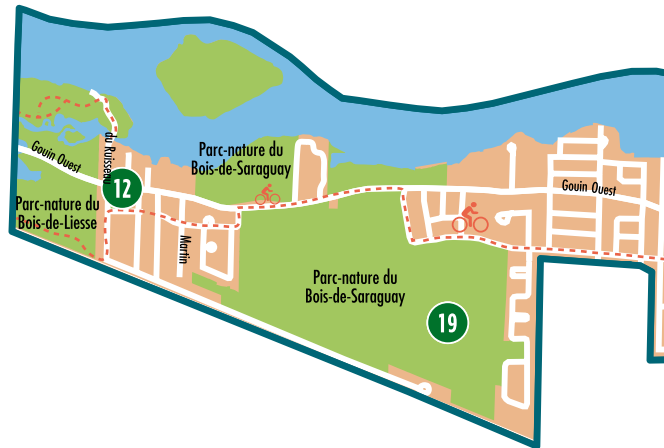 Parc-nature du
Bois-de-Saraguay
du Ruisseau
Gouin Ouest
12
Gouin Ouest
Parc-nature du
Bois-de-Liesse
Martin
Parc-nature du
Bois-de-Saraguay
19